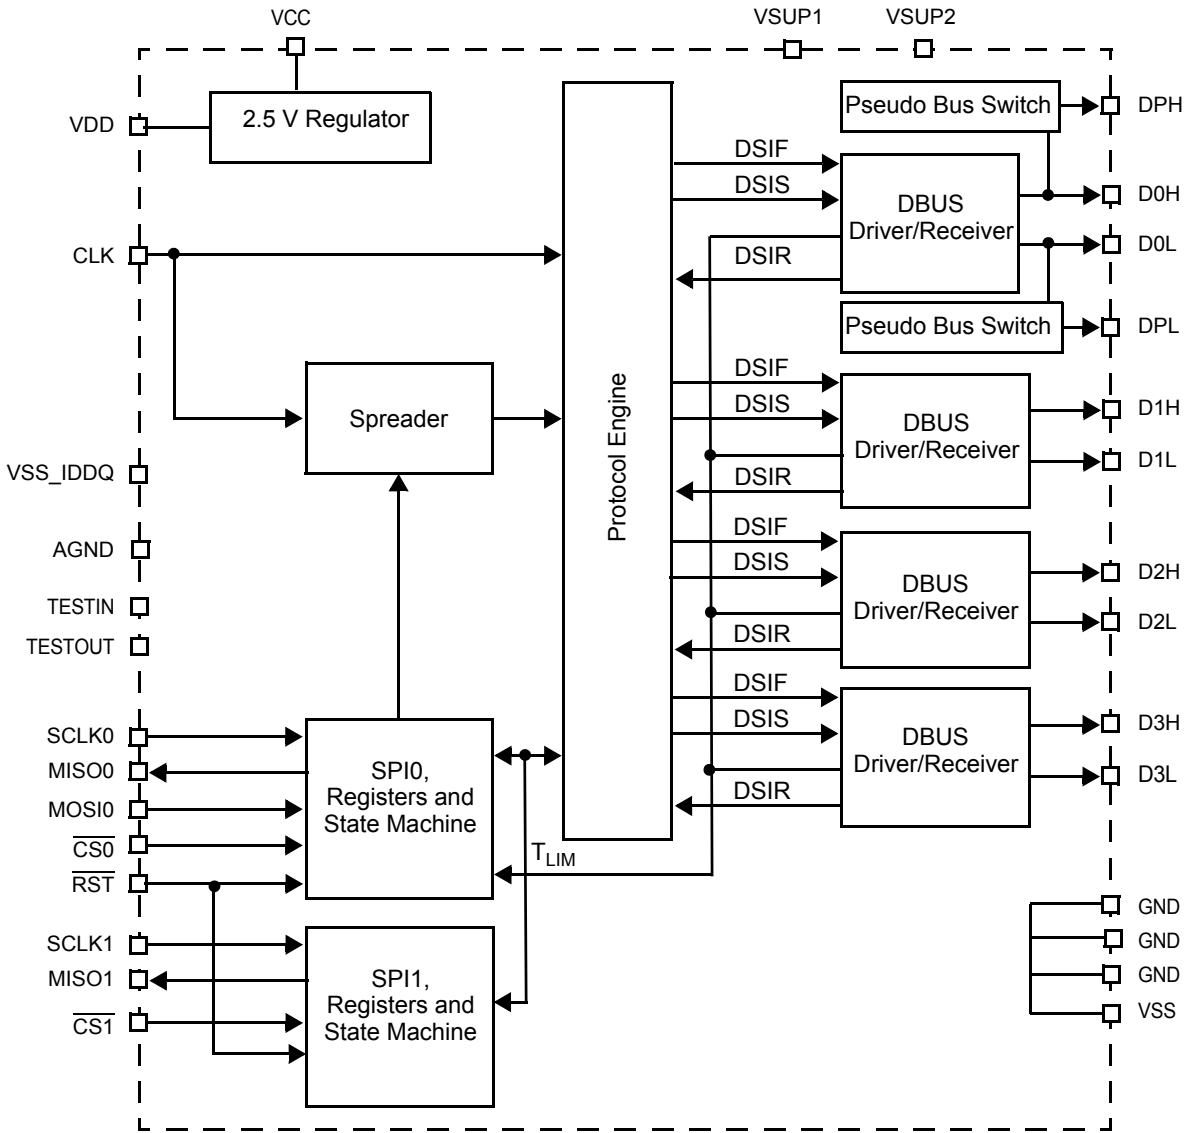 VCC
VSUP1
VSUP2
VDD
2.5 V Regulator
Pseudo Bus Switch
DPH
DSIF
DSIS
DBUS
Driver/Receiver
D0H
D0L
DSIR
CLK
Pseudo Bus Switch
DPL
Protocol Engine
Spreader
DSIF
DSIS
DBUS
Driver/Receiver
D1H
D1L
DSIR
VSS_IDDQ
AGND
TESTIN
TESTOUT
DSIF
DSIS
DBUS
Driver/Receiver
D2H
D2L
DSIR
DSIF
DSIS
DBUS
Driver/Receiver
D3H
D3L
DSIR
SCLK0
MISO0
MOSI0
CS0
RST
SPI0,
Registers and
State Machine
TLIM
SCLK1
MISO1
CS1
SPI1,
Registers and
State Machine
GND
GND
GND
VSS